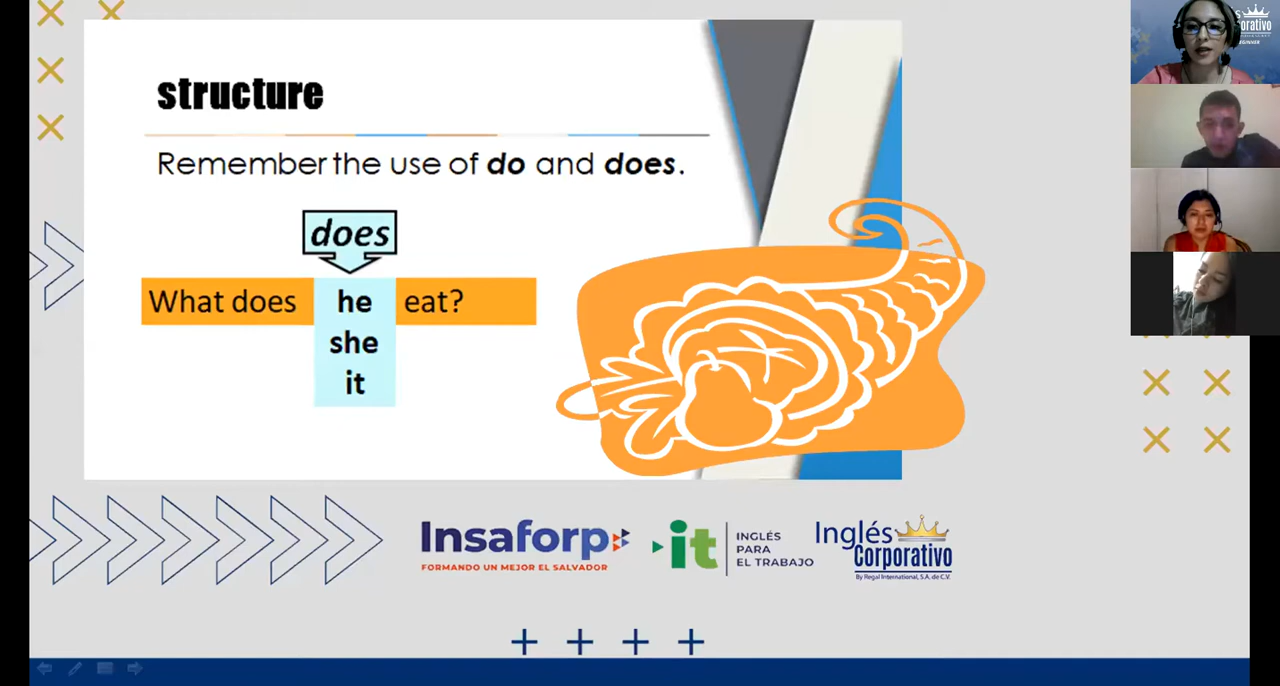 structure
Remember the use of do and does.
does
What does he eat?
she
it
Insaforp
FORMANDO UN MEJOR EL SALVADOR
it
INGLÉS
PARA
EL TRABAJO
Inglés
Corporativo
By Regal International, S.A. de C.V.